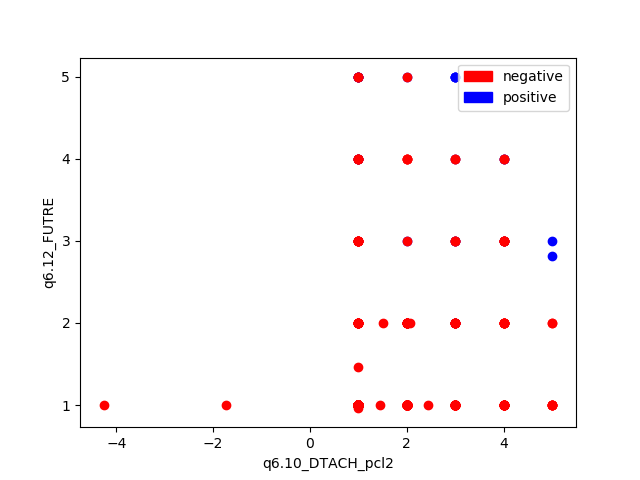 negative
positive
5
4
3
2
1
q6.12_FUTRE
−4
−2
0
2
4
q6.10_DTACH_pcl2